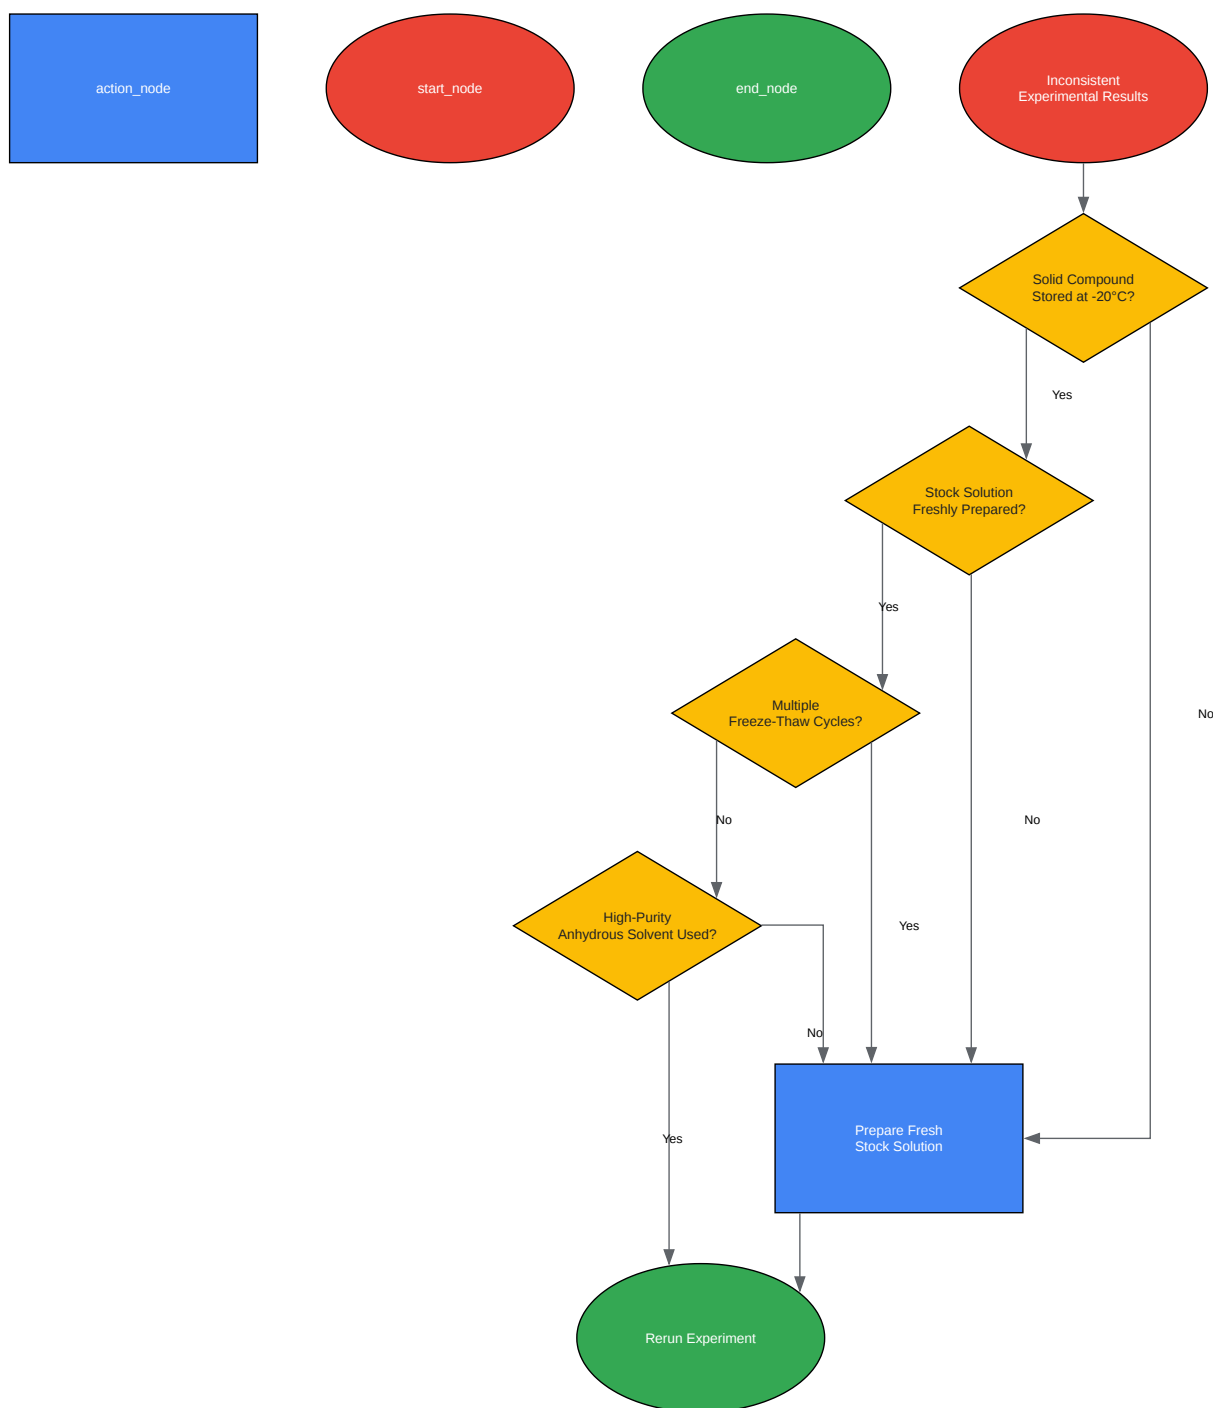 action_node
start_node
end_node
Inconsistent
Experimental Results
Solid Compound
Stored at -20°C?
Yes
Stock Solution
Freshly Prepared?
Yes
Multiple
Freeze-Thaw Cycles?
No
No
No
High-Purity
Anhydrous Solvent Used?
Yes
No
Prepare Fresh
Stock Solution
Yes
Rerun Experiment